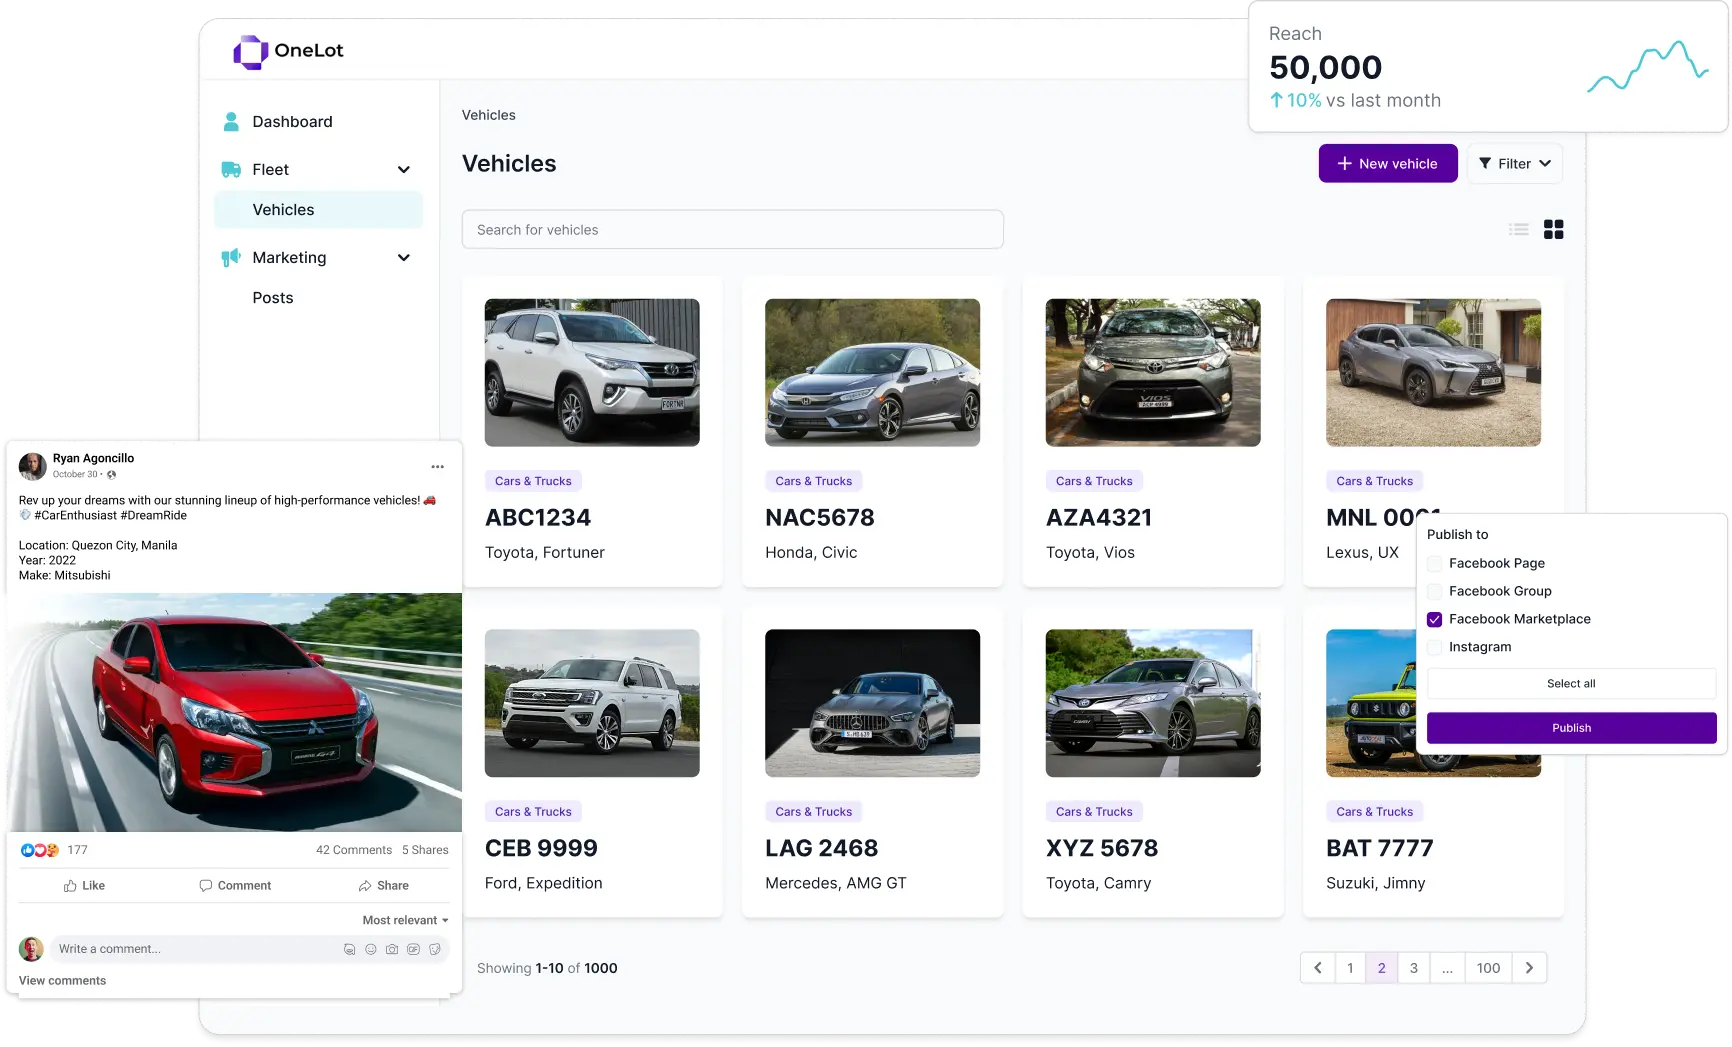 OneLot
Reach
50,000
10% vs last month
Dashboard
Fleet
Vehicles
Marketing
Posts
Vehicles
Vehicles
New vehicle
Filter
Search for vehicles
FORTNR
VIOS
Cars & Trucks
ABC1234
Toyota, Fortuner
Cars & Trucks
NAC5678
Honda, Civic
Cars & Trucks
AZA4321
Toyota, Vios
Cars & Trucks
MNL 0001
Lexus, UX
Publish to
Facebook Page
Facebook Group
Facebook Marketplace
Instagram
Select all
Publish
Ryan Agoncillo
October 30 ·
Rev up your dreams with our stunning lineup of high-performance vehicles!
#CarEnthusiast #DreamRide
Location: Quezon City, Manila
Year: 2022
Make: Mitsubishi
177
42 Comments 5 Shares
Like Comment Share
Most relevant
Write a comment...
GIF
View comments
CAMRY
Cars & Trucks
CEB 9999
Ford, Expedition
Cars & Trucks
LAG 2468
Mercedes, AMG GT
Cars & Trucks
XYZ 5678
Toyota, Camry
Cars & Trucks
BAT 7777
Suzuki, Jimny
Showing 1-10 of 1000
1 2 3 ... 100